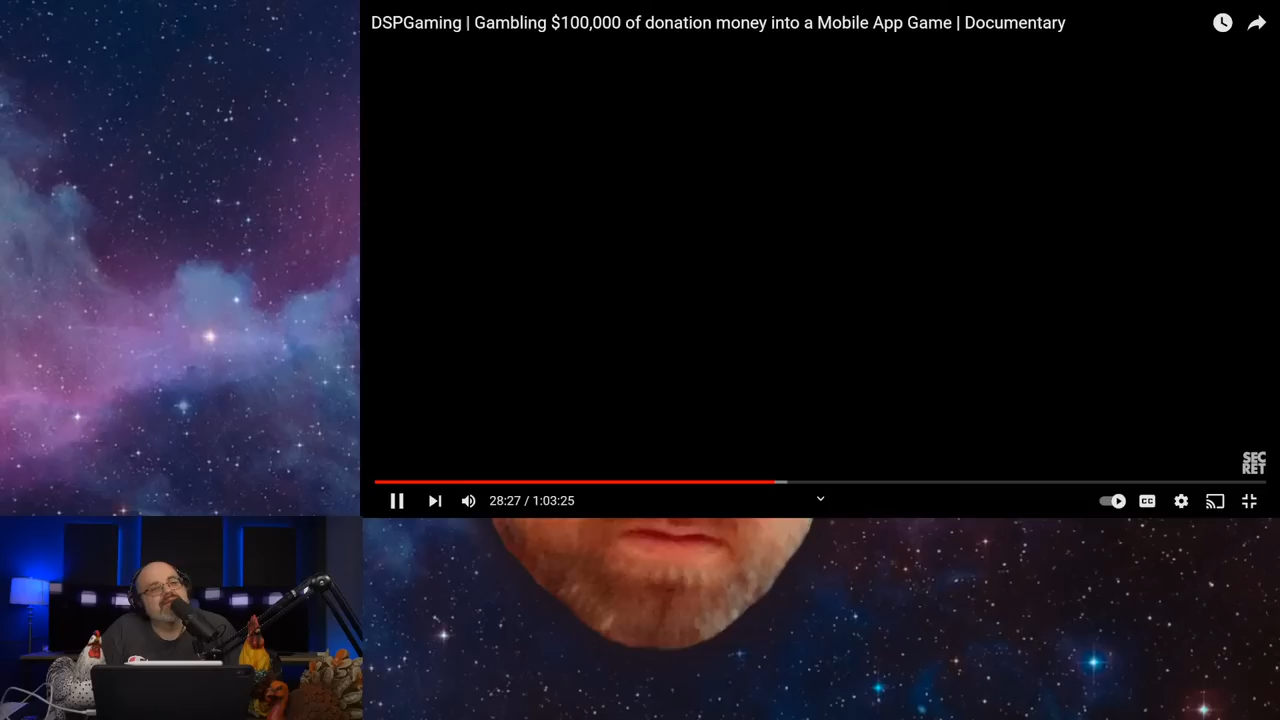 DSPGaming | Gambling $100,000 of donation money into a Mobile App Game | Documentary
SEC
RET
28:27 / 1:03:25
CC